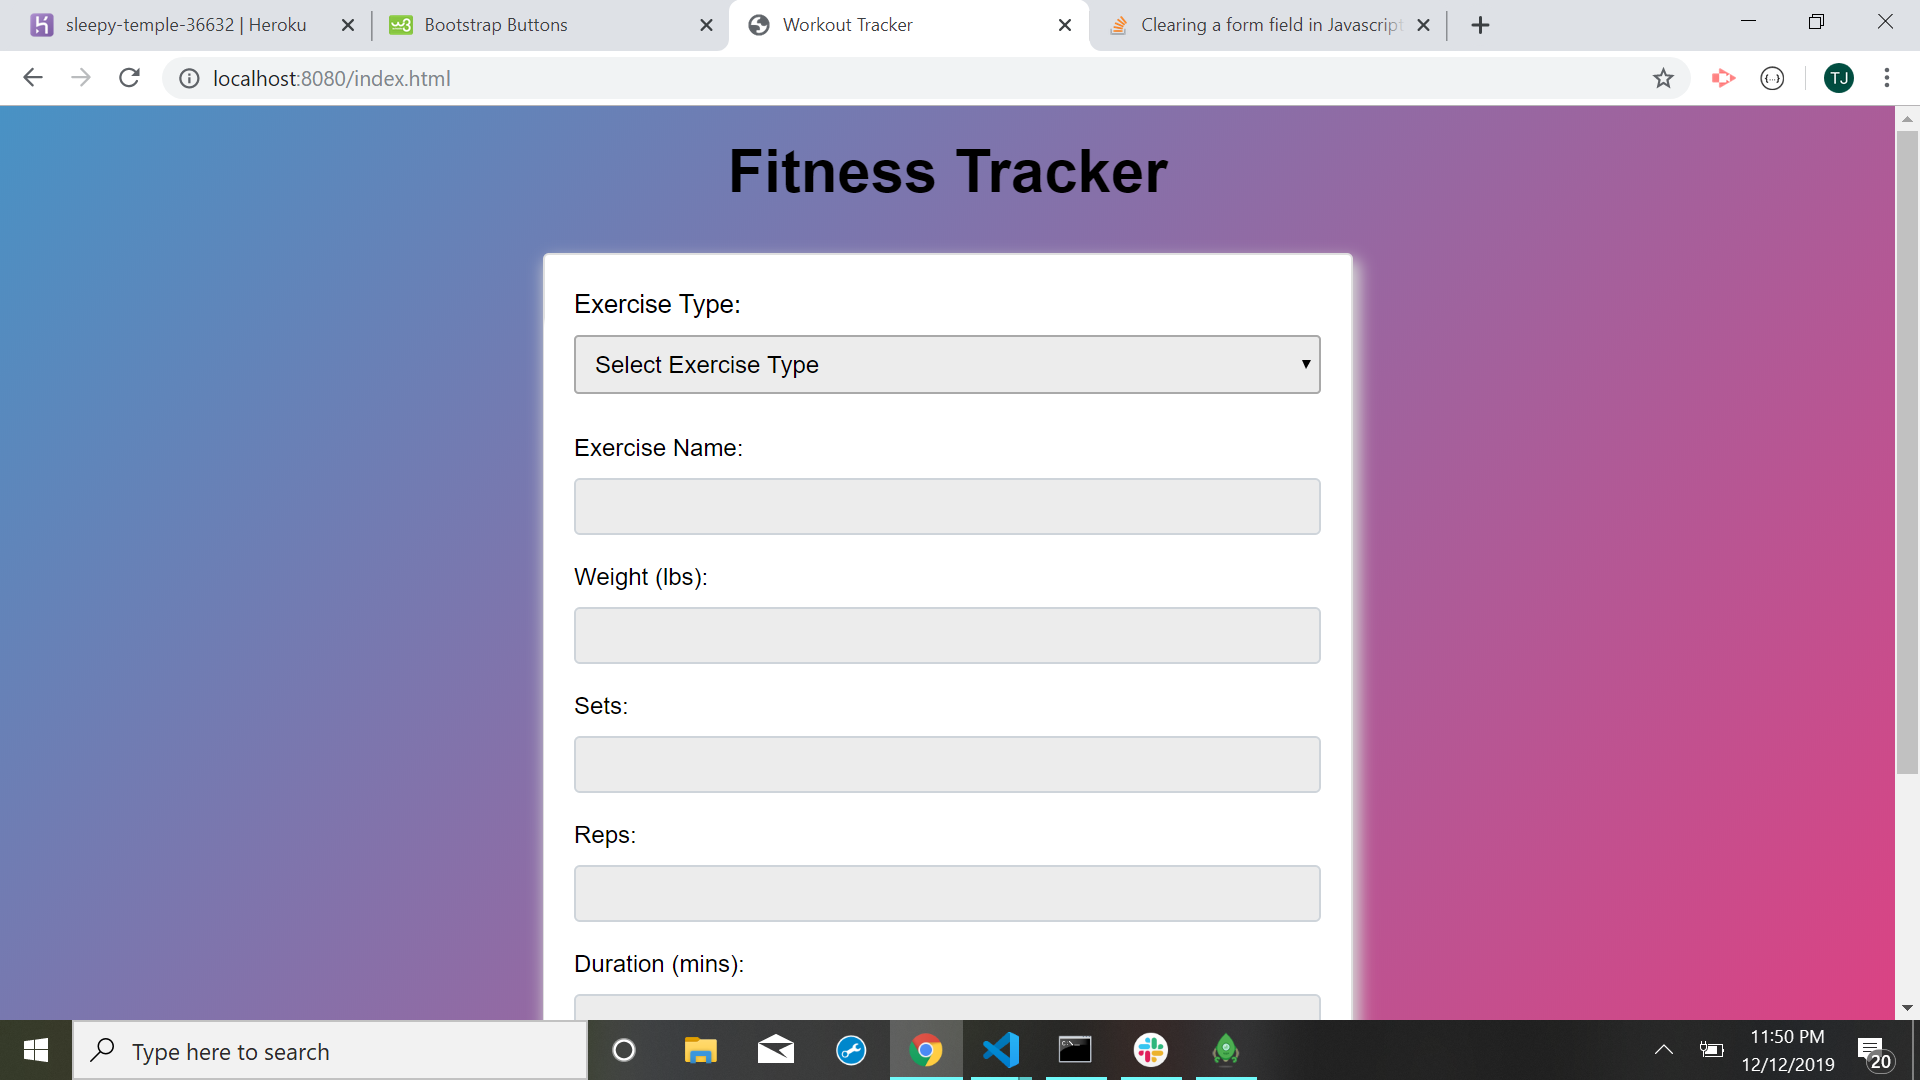 sleepy-temple-36632 | Heroku
Bootstrap Buttons
Workout Tracker
Clearing a form field in Javascript
localhost:8080/index.html
TJ
Fitness Tracker
Exercise Type:
Select Exercise Type
Exercise Name:
Weight (lbs):
Sets:
Reps:
Duration (mins):
Type here to search
11:50 PM
12/12/2019
20